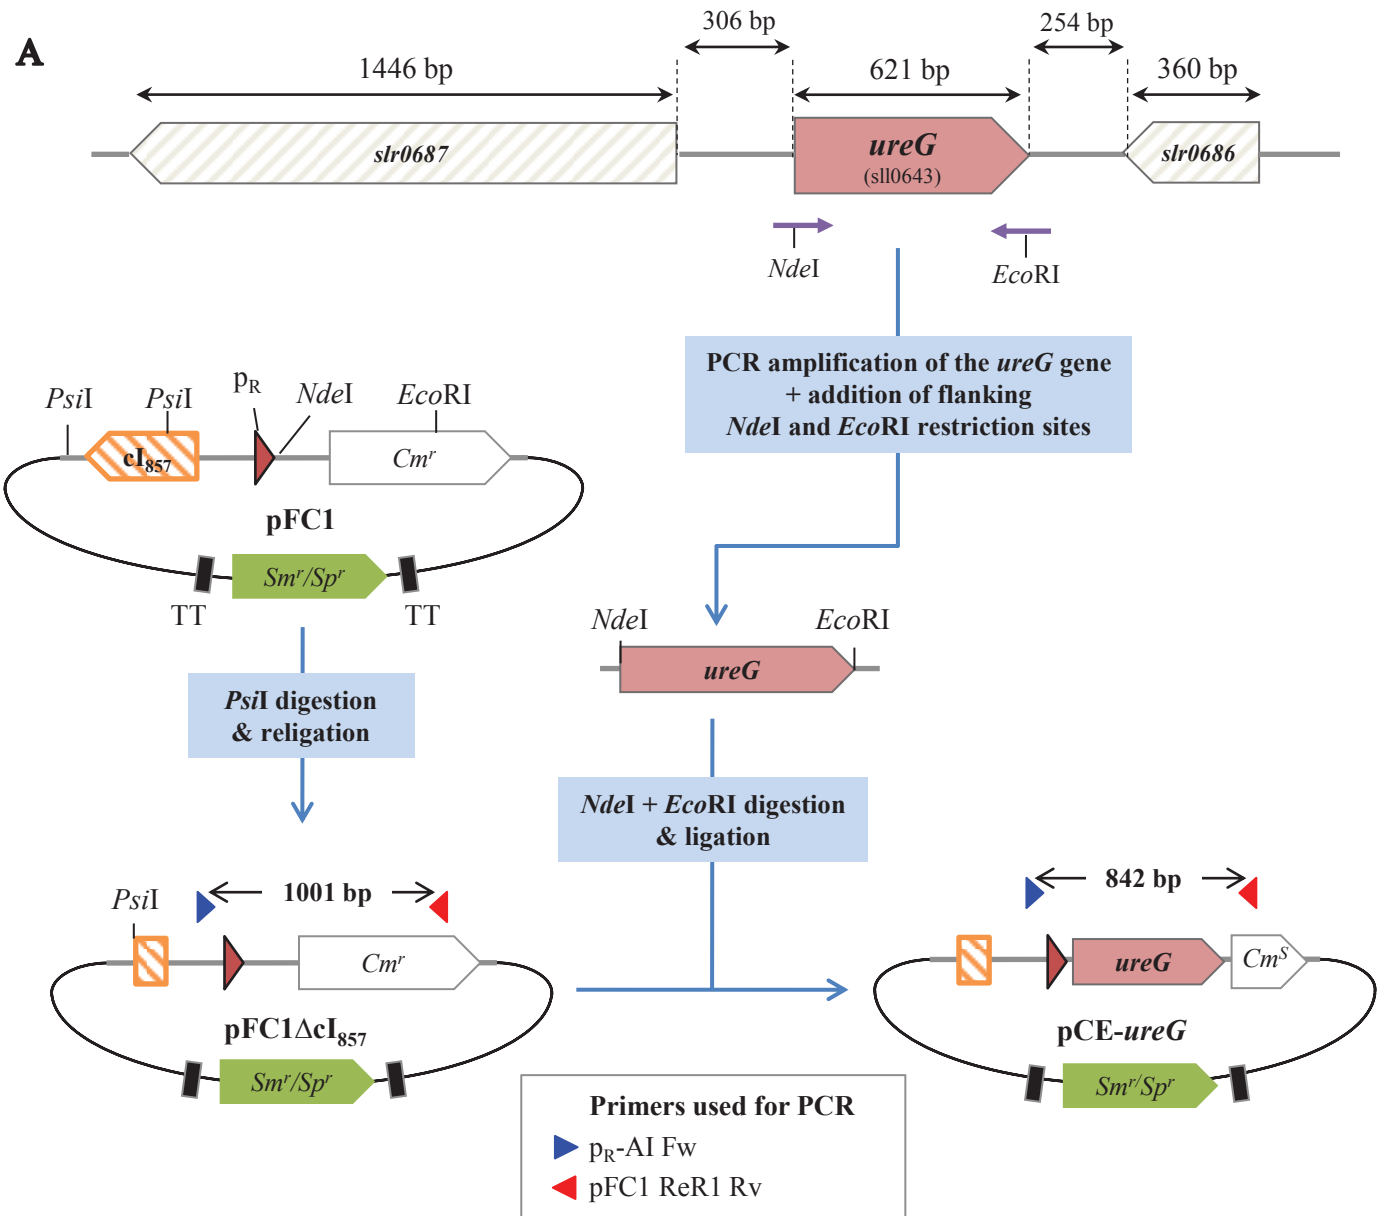 A
306 bp
254 bp
1446 bp
621 bp
360 bp
slr0687
ureG
(sll0643)
slr0686
NdeI
EcoRI
PCR amplification of the ureG gene
+ addition of flanking
NdeI and EcoRI restriction sites
PsiI
PsiI
pR
NdeI
EcoRI
cI857
Cmr
pFC1
Smr/Spr
TT
TT
NdeI
EcoRI
ureG
PsiI digestion
& religation
NdeI + EcoRI digestion
& ligation
1001 bp
PsiI
Cmr
pFC1ΔcI857
Smr/Spr
842 bp
ureG
CmS
pCE-ureG
Smr/Spr
Primers used for PCR
pR-AI Fw
pFC1 ReR1 Rv